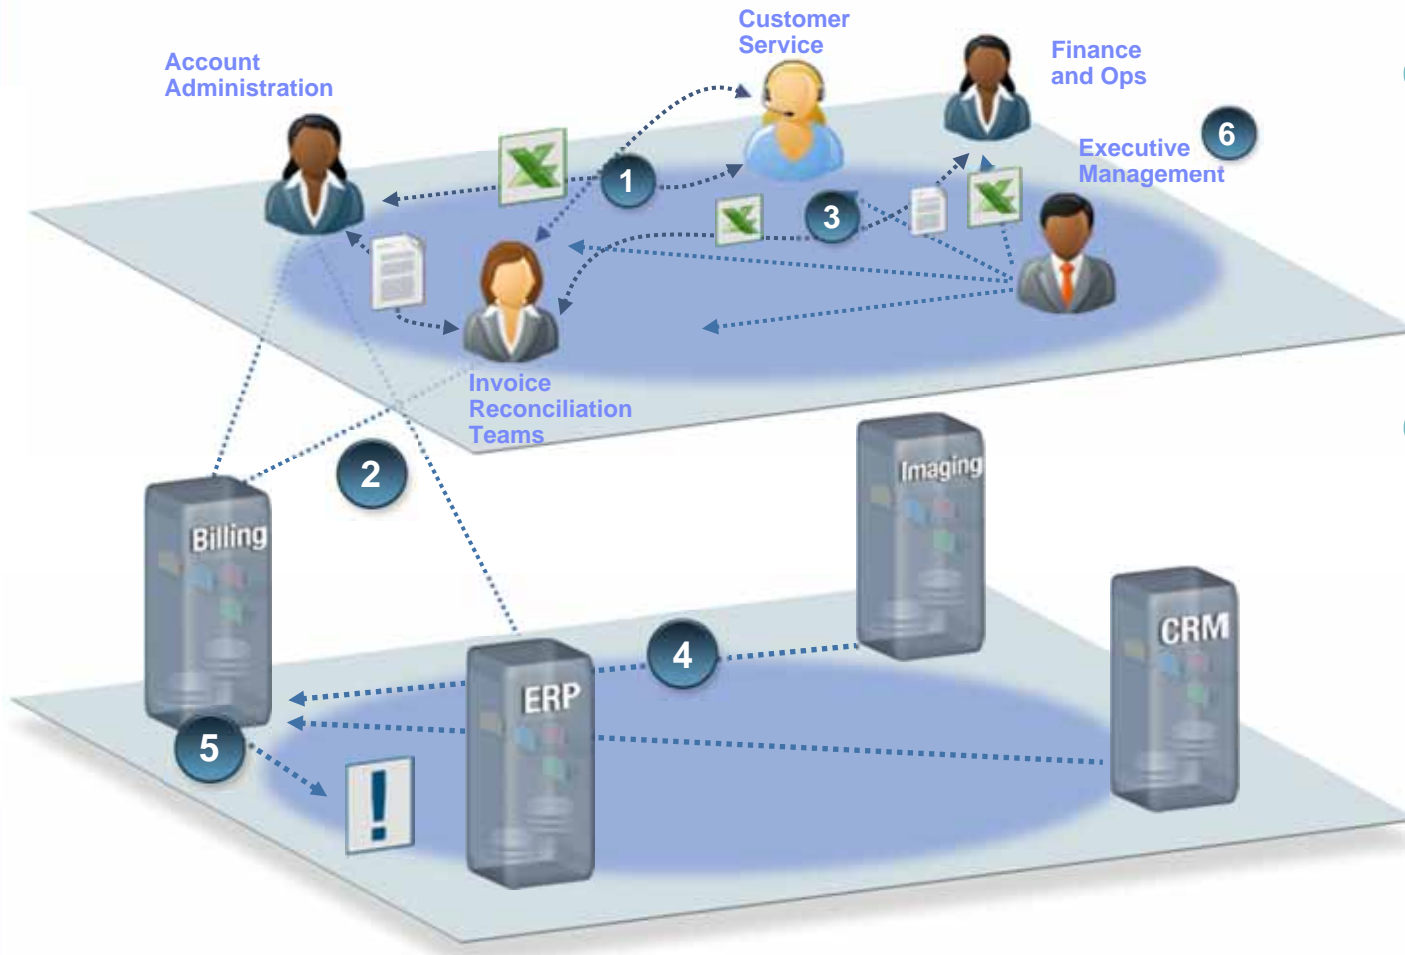 Customer
Service
Account
Administration
Finance
and Ops
6
Executive
Management
1
3
Invoice
Reconciliation
Teams
2
Imaging
Billing
CRM
4
ERP
5
!